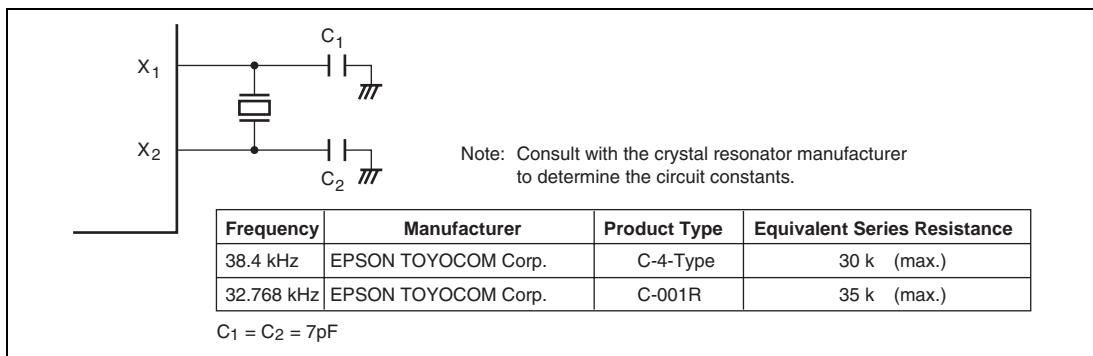 C1
X1
X2
C2
Note: Consult with the crystal resonator manufacturer
to determine the circuit constants.
Frequency Manufacturer Product Type Equivalent Series Resistance
38.4 kHz EPSON TOYOCOM Corp. C-4-Type 30 k (max.)
32.768 kHz EPSON TOYOCOM Corp. C-001R 35 k (max.)
C1 = C2 = 7pF